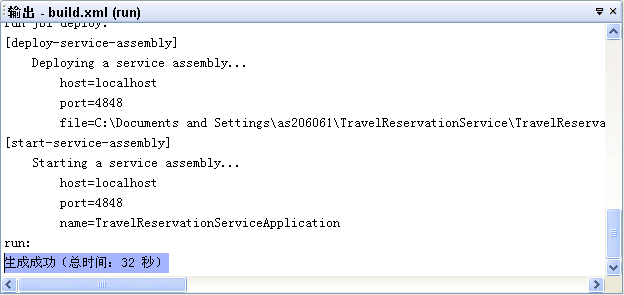 输出 - build.xml (run)
run-jbi-deploy:
[deploy-service-assembly]
Deploying a service assembly...
host=localhost
port=4848
file=C:\Documents and Settings\as206061\TravelReservationService\TravelReserva
[start-service-assembly]
Starting a service assembly...
host=localhost
port=4848
name=TravelReservationServiceApplication
run:
生成成功（总时间：32 秒）